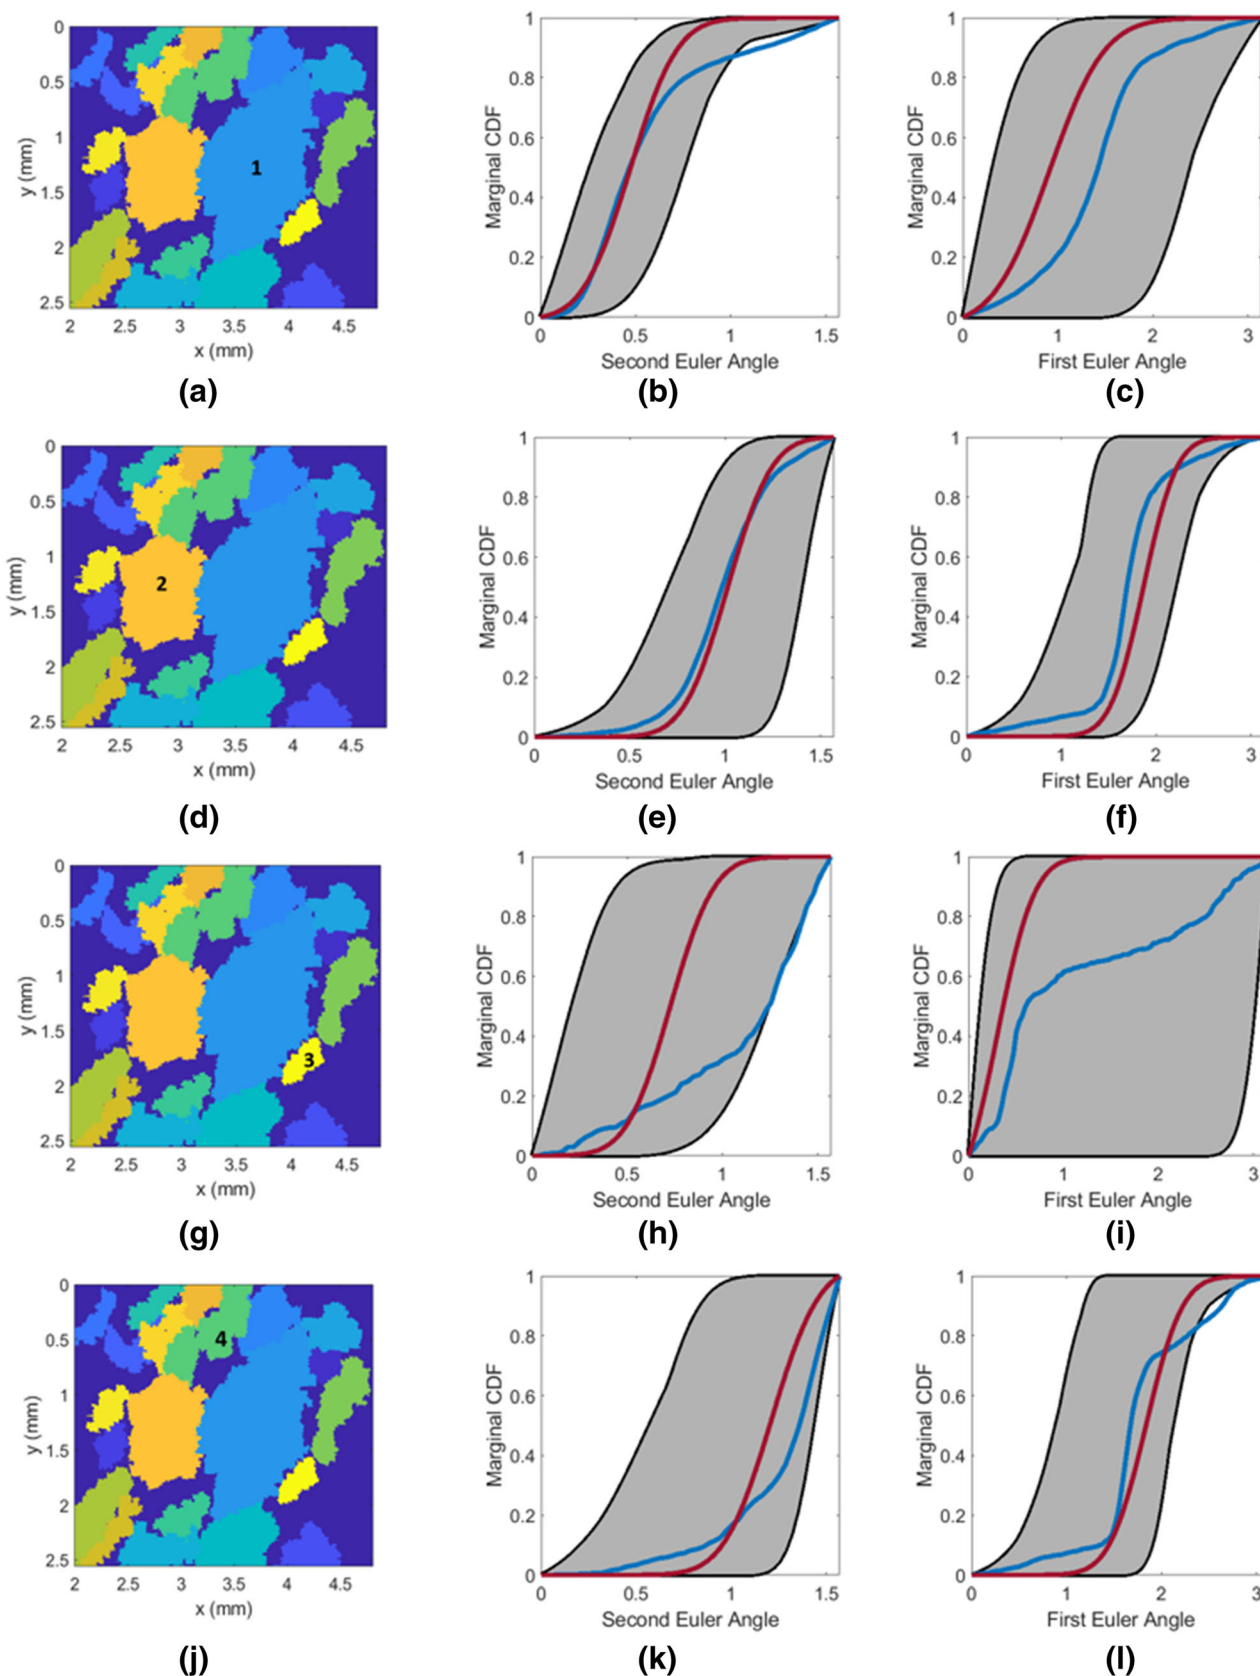 0
0.5
1
1.5
2
2.5
y (mm)
1
2 2.5 3 3.5 4 4.5
x (mm)
(a)
1
0.8
0.6
0.4
0.2
0
Marginal CDF
0 0.5 1 1.5
Second Euler Angle
(b)
1
0.8
0.6
0.4
0.2
0
Marginal CDF
0 1 2 3
First Euler Angle
(c)
0
0.5
1
1.5
2
2.5
y (mm)
2
2 2.5 3 3.5 4 4.5
x (mm)
(d)
1
0.8
0.6
0.4
0.2
0
Marginal CDF
0 0.5 1 1.5
Second Euler Angle
(e)
1
0.8
0.6
0.4
0.2
0
Marginal CDF
0 1 2 3
First Euler Angle
(f)
0
0.5
1
1.5
2
2.5
y (mm)
3
2 2.5 3 3.5 4 4.5
x (mm)
(g)
1
0.8
0.6
0.4
0.2
0
Marginal CDF
0 0.5 1 1.5
Second Euler Angle
(h)
1
0.8
0.6
0.4
0.2
0
Marginal CDF
0 1 2 3
First Euler Angle
(i)
0
0.5
1
1.5
2
2.5
y (mm)
4
2 2.5 3 3.5 4 4.5
x (mm)
(j)
1
0.8
0.6
0.4
0.2
0
Marginal CDF
0 0.5 1 1.5
Second Euler Angle
(k)
1
0.8
0.6
0.4
0.2
0
Marginal CDF
0 1 2 3
First Euler Angle
(l)